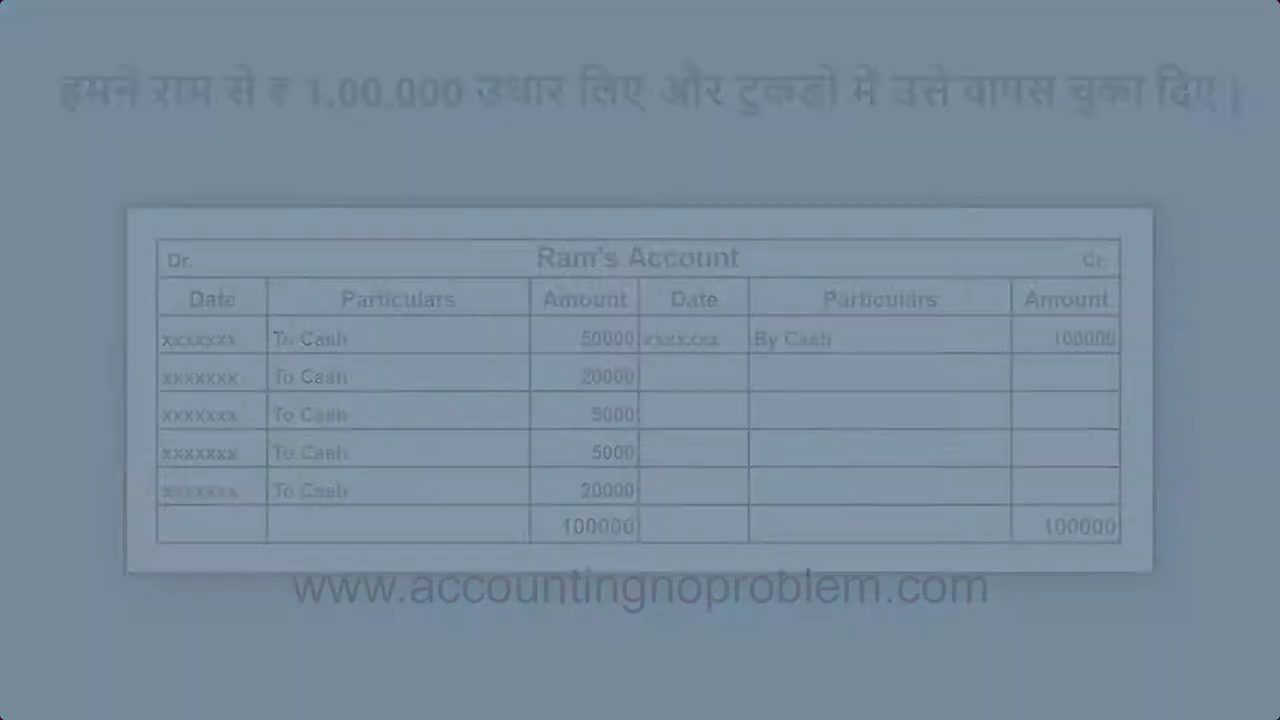 हमने राम से ₹ 1,00,000 उधार लिए और टुकडो में उसे वापस चुका दिए |
Dr. Ram's Account Cr.
Date Particulars Amount Date Particulars Amount
xxxxxxx To Cash 50000 xxxxxxx By Cash 100000
xxxxxxx To Cash 20000
xxxxxxx To Cash 5000
xxxxxxx To Cash 5000
xxxxxxx To Cash 20000
100000 100000
www.accountingnoproblem.com